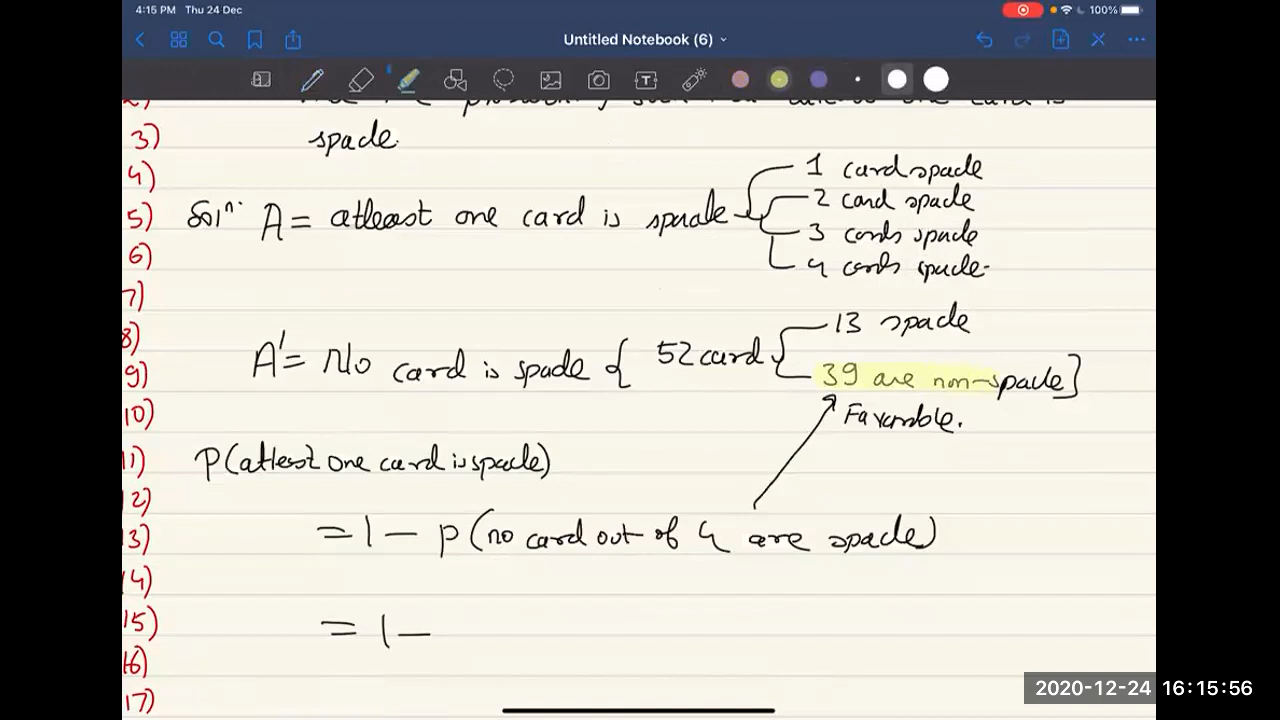 4:15 PM Thu 24 Dec
100%
Untitled Notebook (6)
T
card is
3) spade.
4) 1 card spade
5) Solⁿ. A = atleast one card is spade 2 card spade
6) 3 cards spade
4 cards spade
7)
8) 13 spade
9) A' = No card is spade { 52 card 39 are non-spade }
10) Favorable.
11) P(atleast one card is spade)
12)
13) = 1 - P (no card out of 4 are spade)
14)
15) = 1 -
16)
17)
2020-12-24 16:15:56